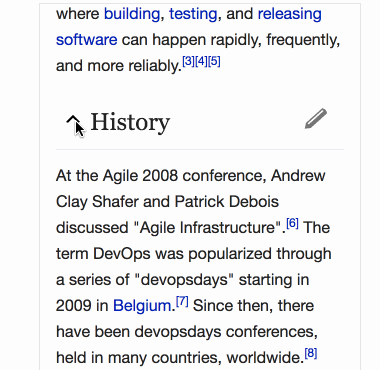 where building, testing, and releasing
software can happen rapidly, frequently,
and more reliably.[3][4][5]
History
At the Agile 2008 conference, Andrew
Clay Shafer and Patrick Debois
discussed "Agile Infrastructure".[6] The
term DevOps was popularized through
a series of "devopsdays" starting in
2009 in Belgium.[7] Since then, there
have been devopsdays conferences,
held in many countries, worldwide.[8]